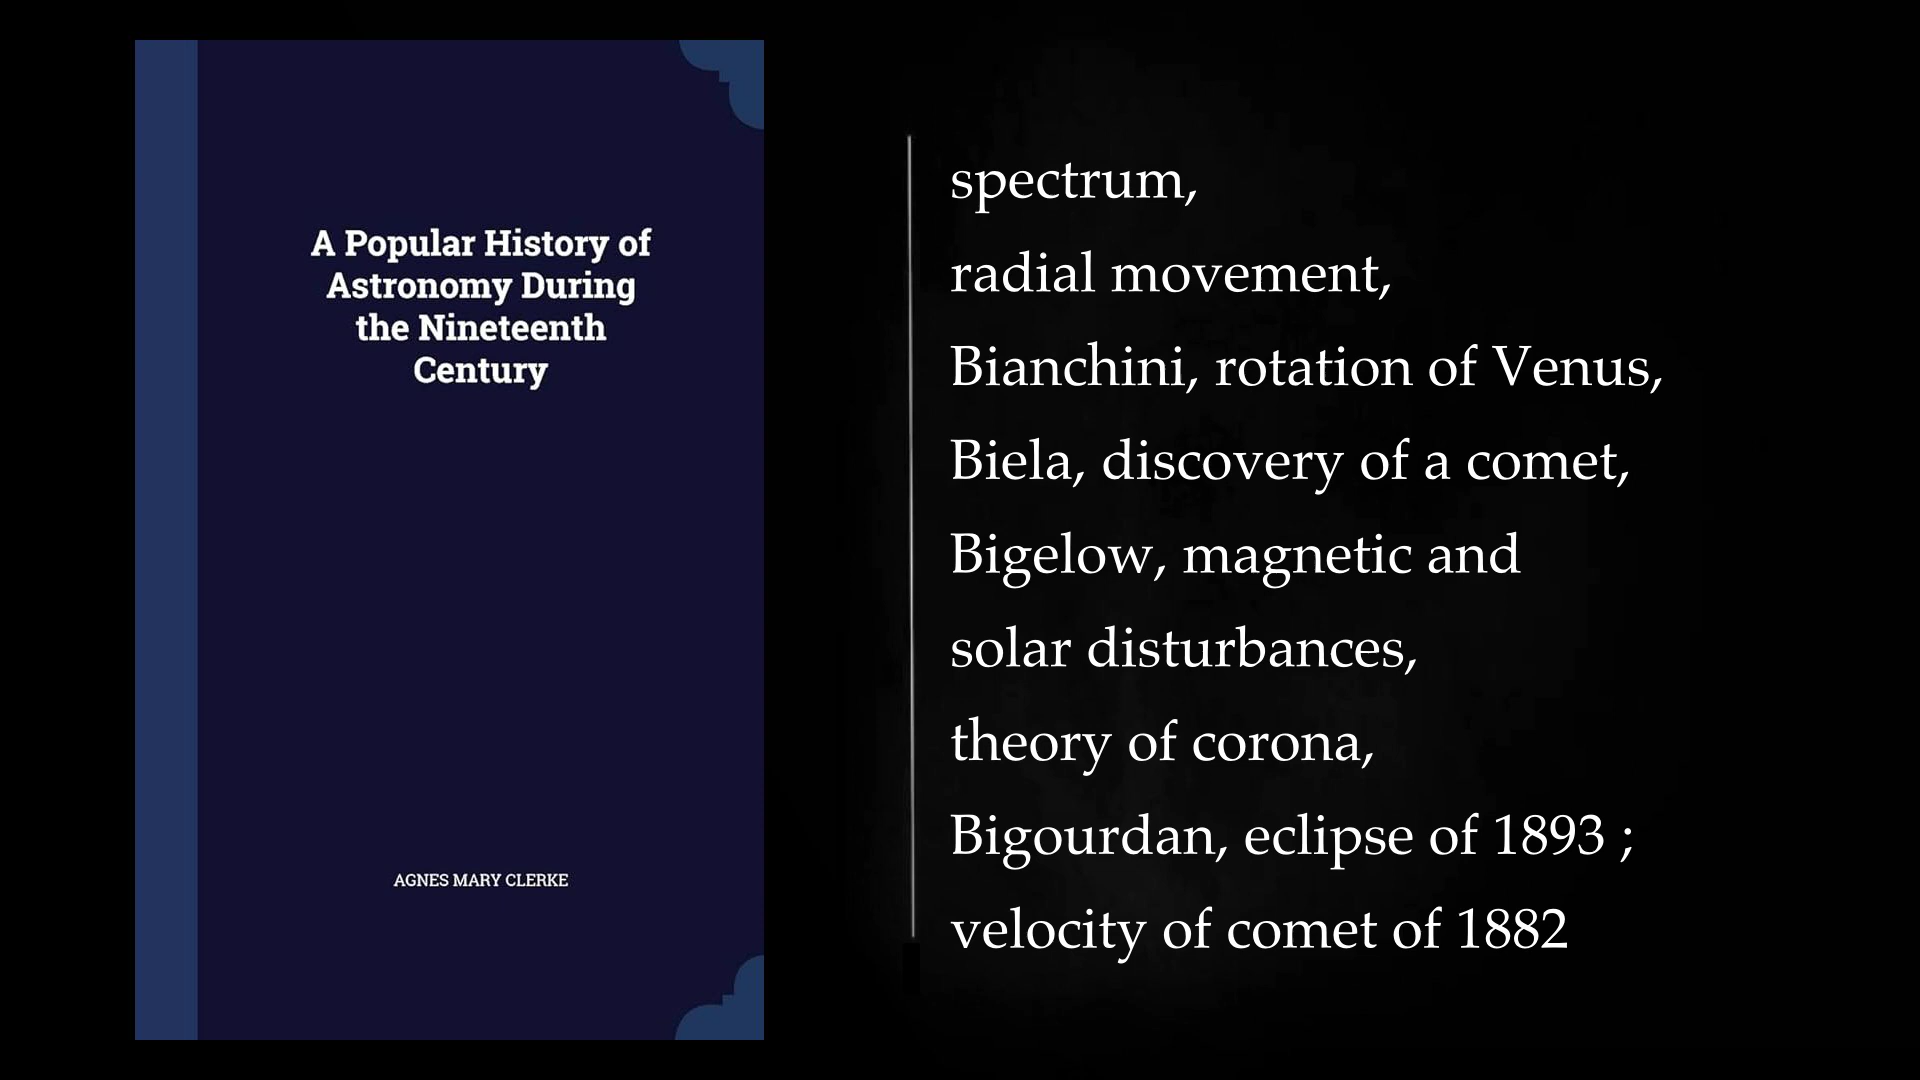 A Popular History of
Astronomy During
the Nineteenth
Century
AGNES MARY CLERKE
spectrum,
radial movement,
Bianchini, rotation of Venus,
Biela, discovery of a comet,
Bigelow, magnetic and
solar disturbances,
theory of corona,
Bigourdan, eclipse of 1893 ;
velocity of comet of 1882